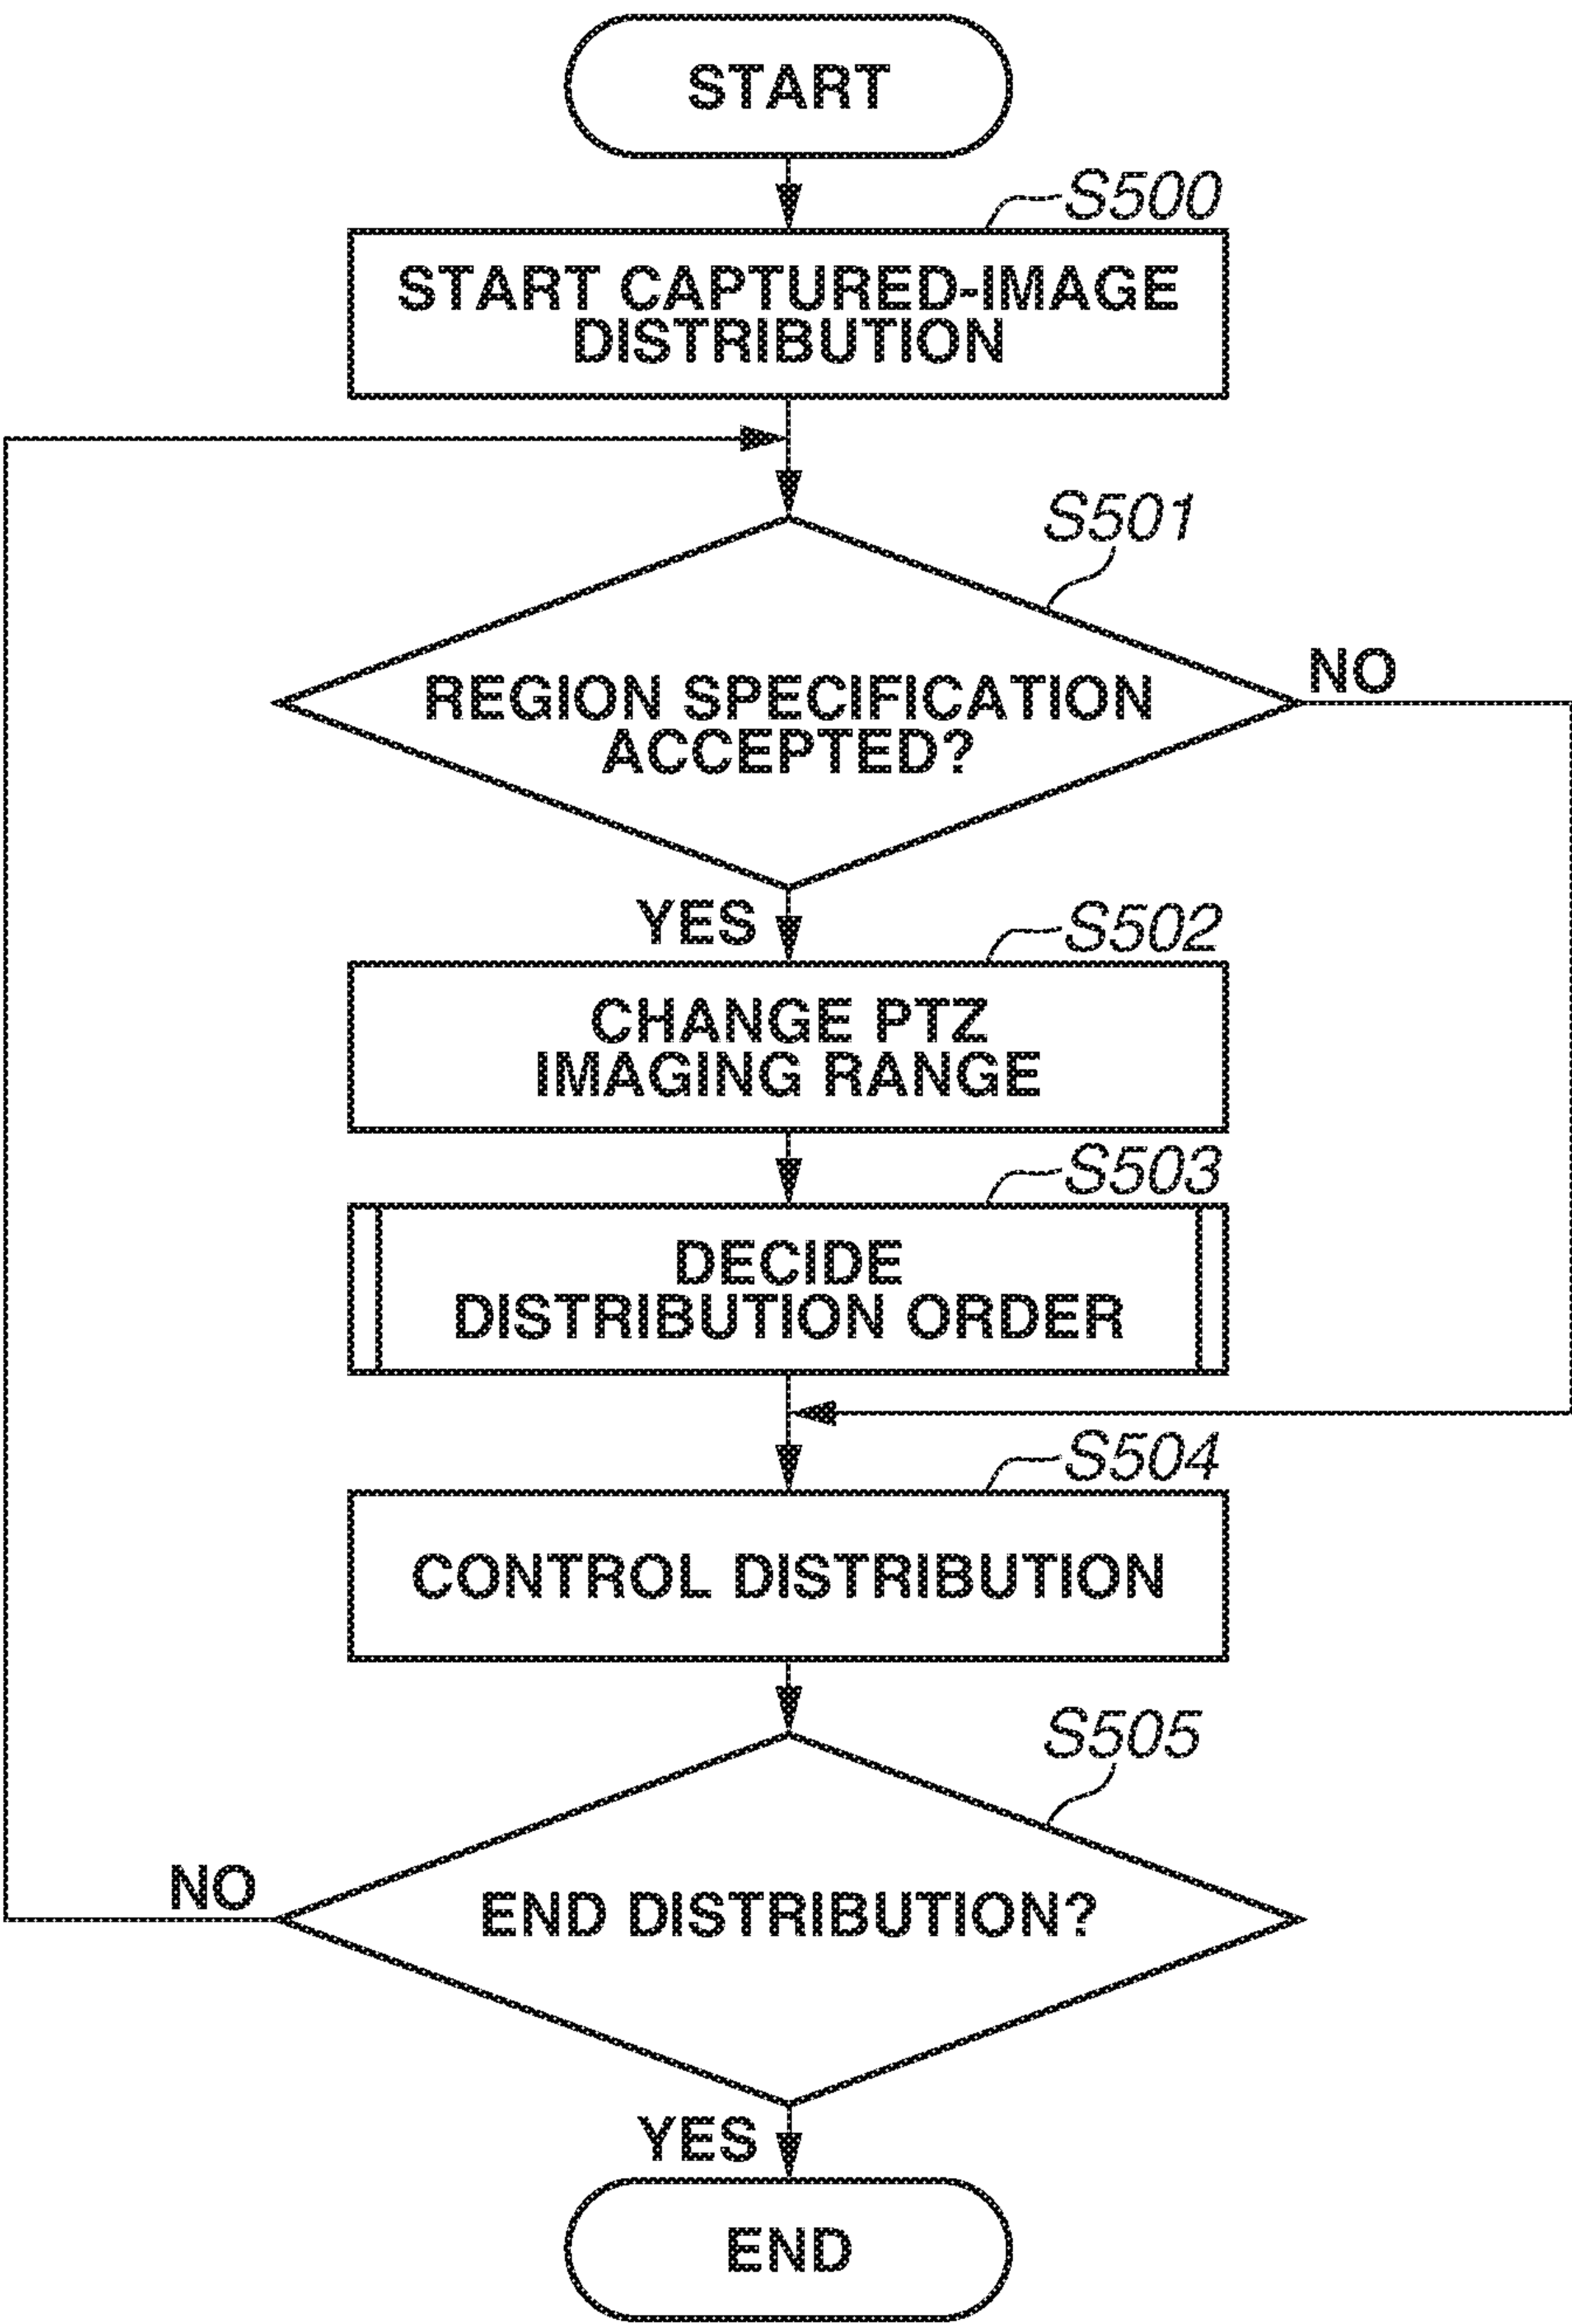 START
S500
START CAPTURED-IMAGE
DISTRIBUTION
S501
REGION SPECIFICATION
ACCEPTED?
NO
YES
S502
CHANGE PTZ
IMAGING RANGE
S503
DECIDE
DISTRIBUTION ORDER
S504
CONTROL DISTRIBUTION
S505
NO
END DISTRIBUTION?
YES
END